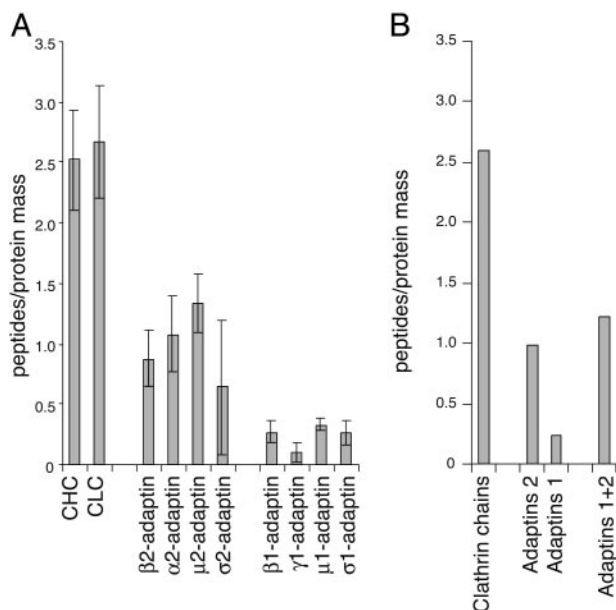 A
3.5
3.0
2.5
2.0
1.5
1.0
0.5
0
peptides/protein mass
CHC
CLC
β2-adaptin
α2-adaptin
μ2-adaptin
σ2-adaptin
β1-adaptin
γ1-adaptin
μ1-adaptin
σ1-adaptin
B
3.5
3.0
2.5
2.0
1.5
1.0
0.5
0
peptides/protein mass
Clathrin chains
Adaptins 2
Adaptins 1
Adaptins 1+2